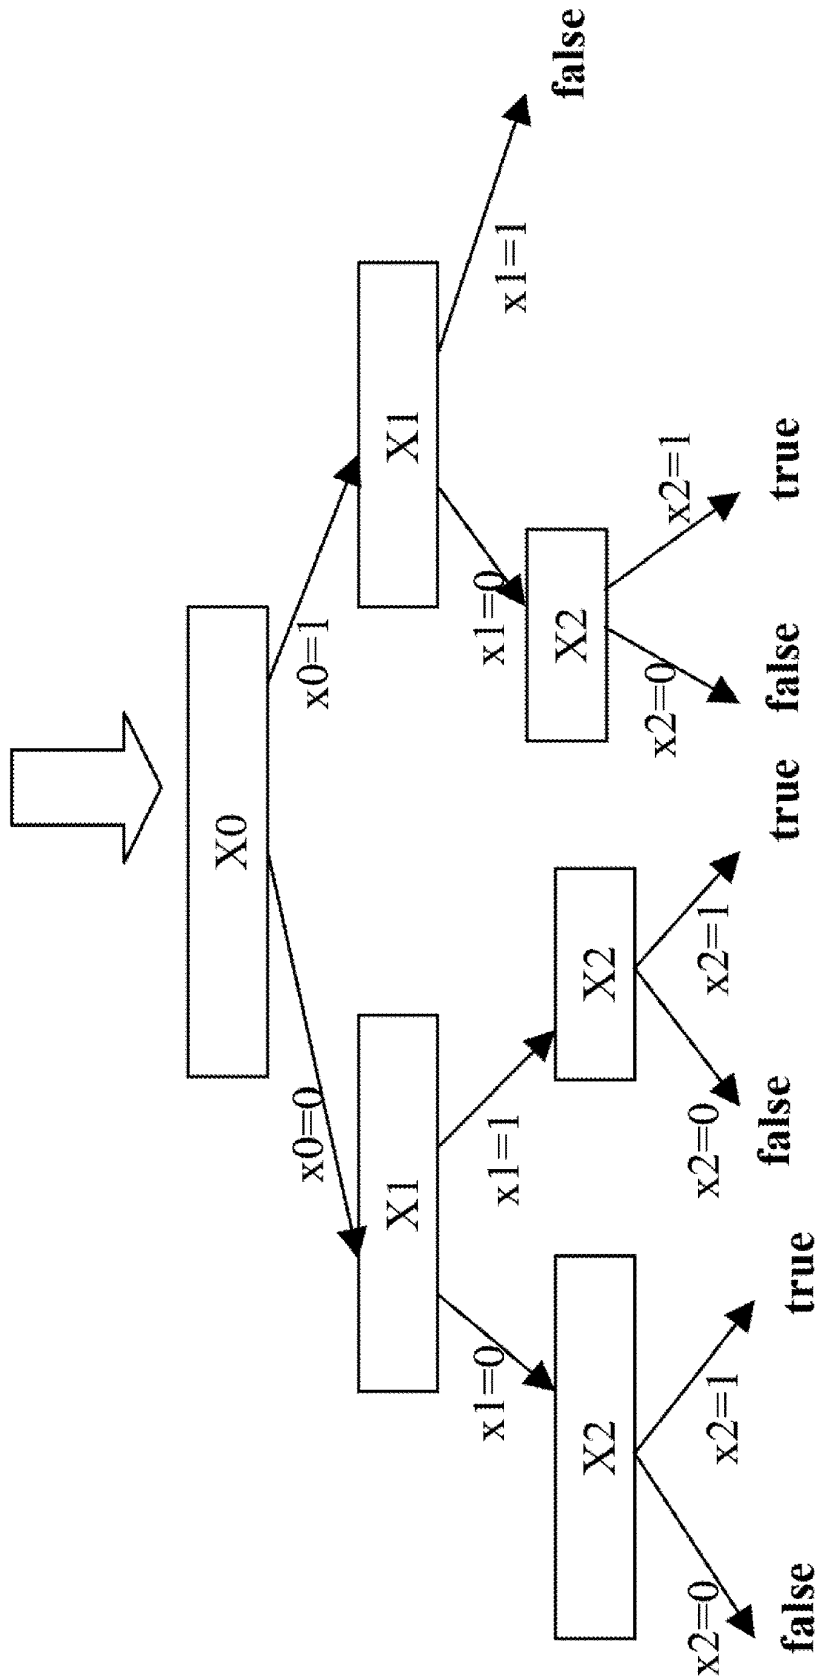 X0
x0=0
x0=1
X1
X1
x1=0
x1=1
x1=0
x1=1
X2
X2
X2
false
x2=0
x2=1
x2=0
x2=1
x2=0
x2=1
false
true
false
true
false
true